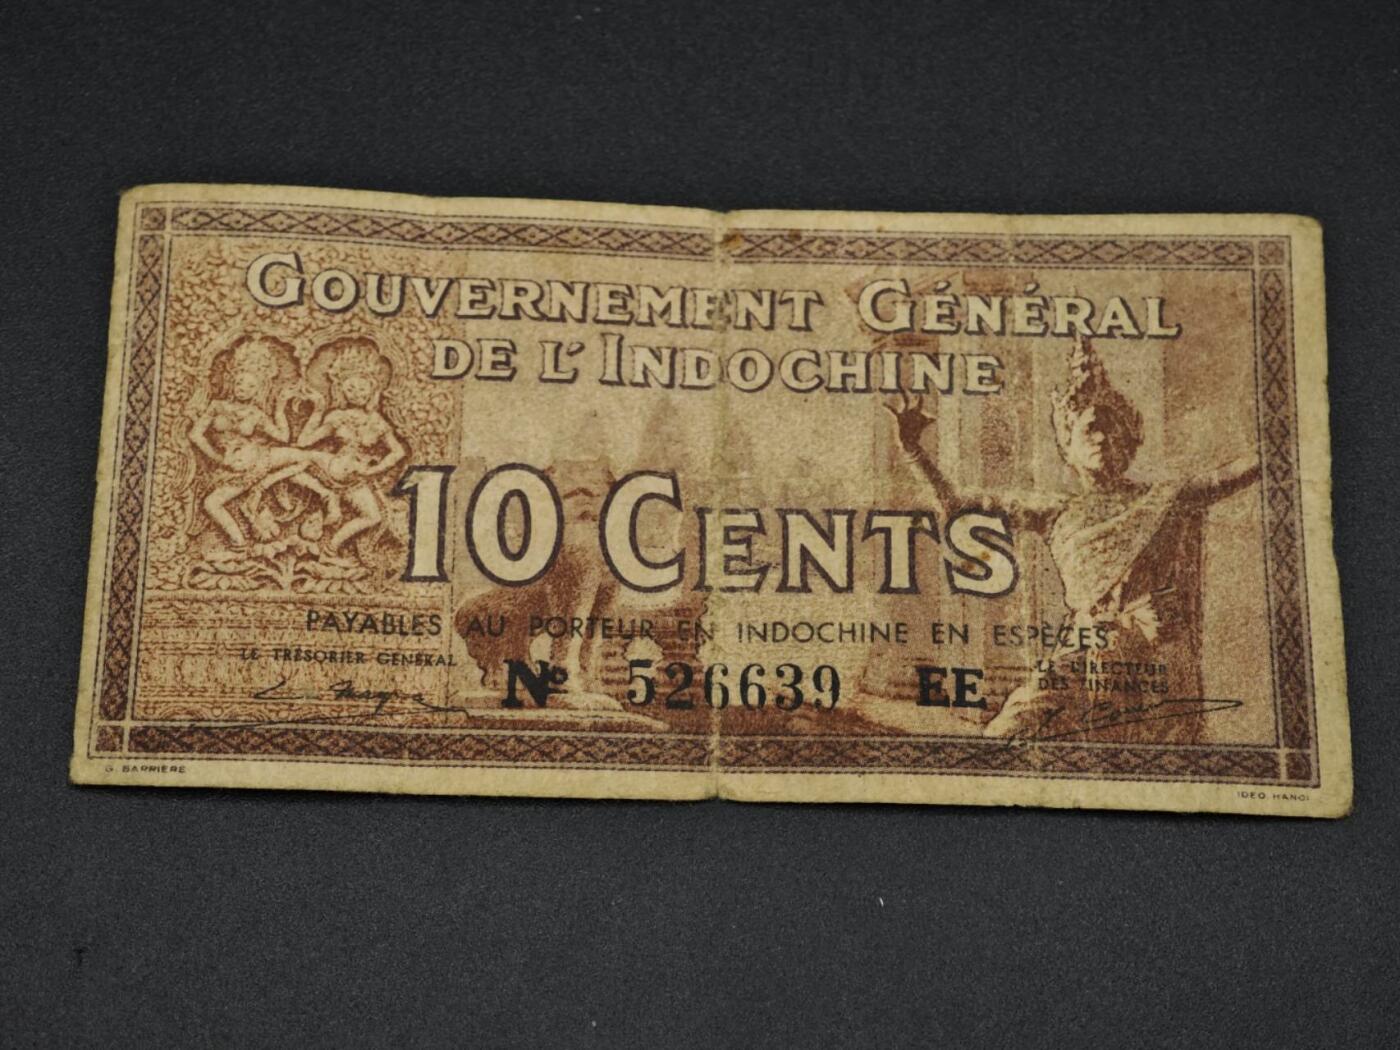 GOUVERNEMENT GÉNÉRAL
DE L'INDOCHINE
10 CENTS
PAYABLES AU PORTEUR EN INDOCHINE EN ESPÈCES
LE TRÉSORIER GÉNÉRAL
LE DIRECTEUR
DES FINANCES
Nº 526639 EE
G. BARRIÈRE
IDEO. HANOI